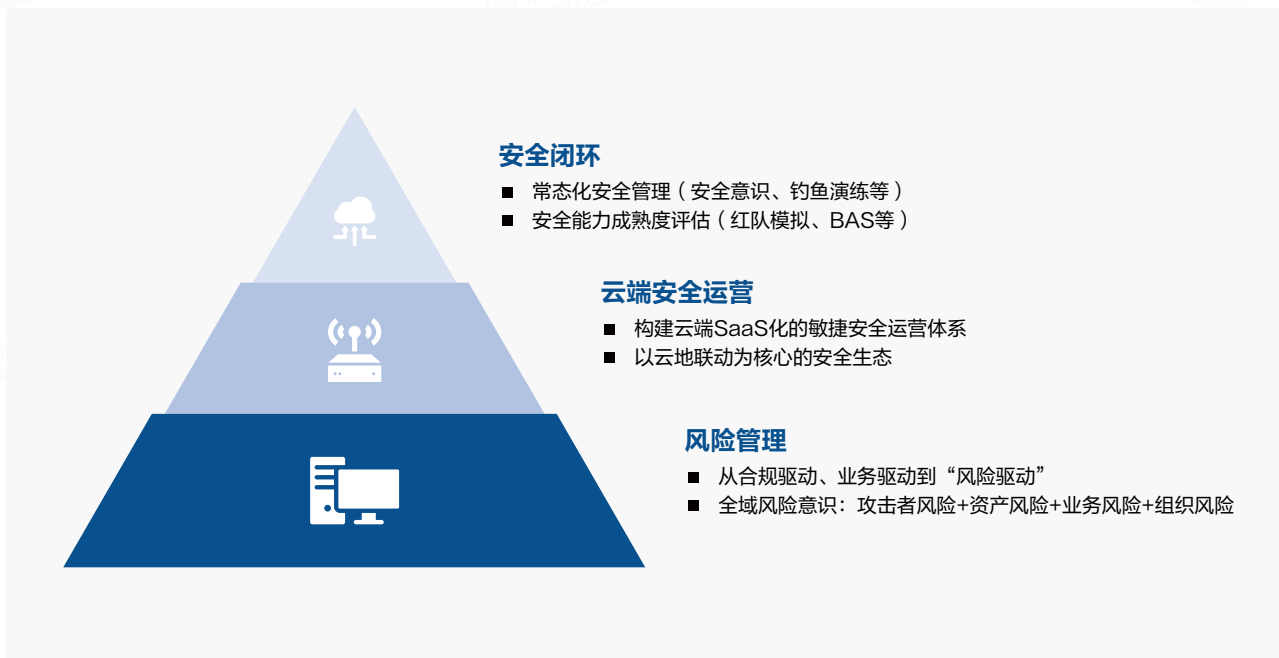 安全闭环
■ 常态化安全管理（安全意识、钓鱼演练等）
■ 安全能力成熟度评估（红队模拟、BAS等）
云端安全运营
■ 构建云端SaaS化的敏捷安全运营体系
■ 以云地联动为核心的安全生态
风险管理
■ 从合规驱动、业务驱动到“风险驱动”
■ 全域风险意识：攻击者风险+资产风险+业务风险+组织风险